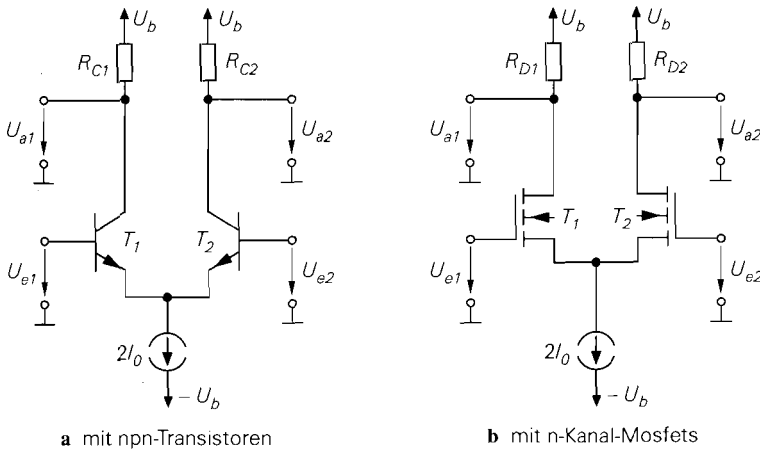 U_b U_b
R_C1 R_C2
U_a1 U_a2
T_1 T_2
U_e1 U_e2
2I_0
– U_b
a mit npn-Transistoren
U_b U_b
R_D1 R_D2
U_a1 U_a2
T_1 T_2
U_e1 U_e2
2I_0
– U_b
b mit n-Kanal-Mosfets